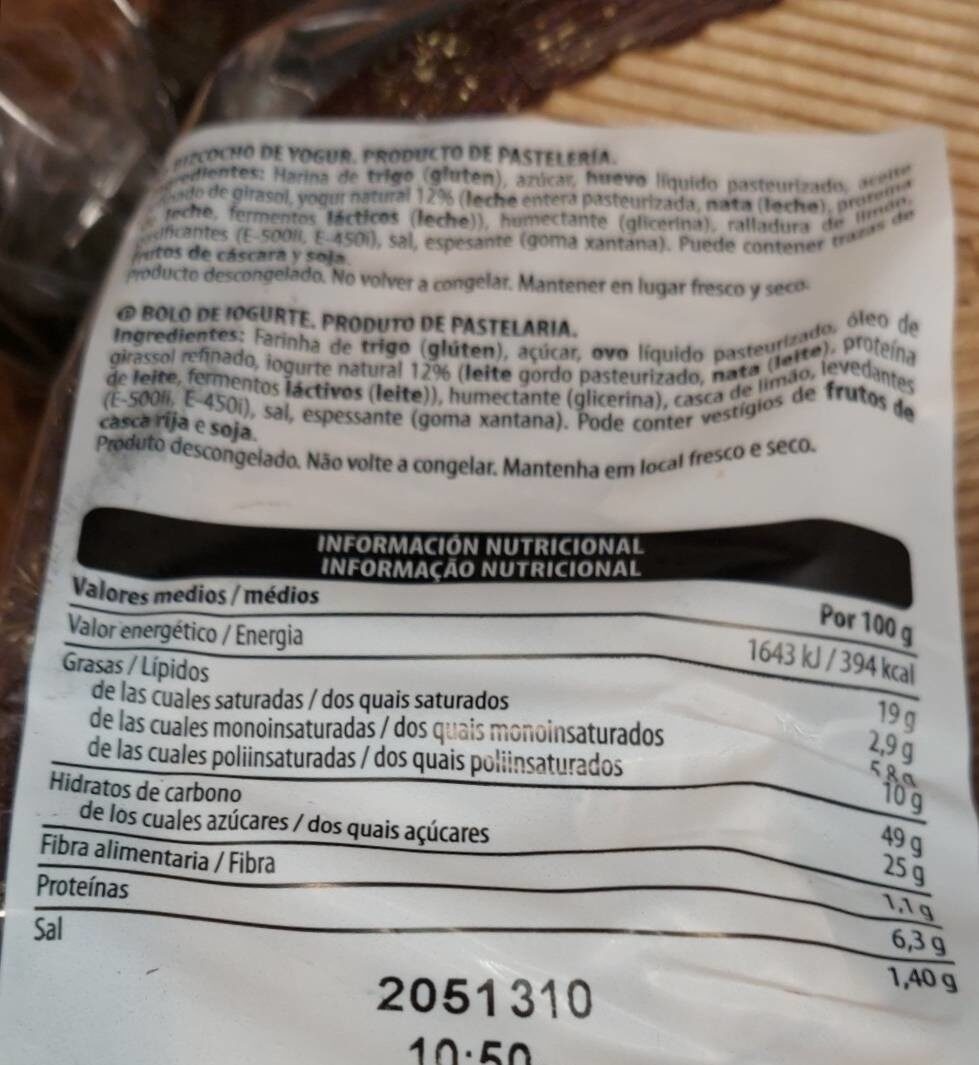 BIZCOCHO DE YOGUR. PRODUCTO DE PASTELERÍA.
Ingredientes: Harina de trigo (gluten), azúcar, huevo líquido pasteurizado, aceite
de girasol, yogur natural 12% (leche entera pasteurizada, nata (leche), proteína
leche, fermentos lácticos (leche)), humectante (glicerina), ralladura de limón,
(E-500ii, E-450i), sal, espesante (goma xantana). Puede contener trazas de
frutos de cáscara y soja.
Producto descongelado. No volver a congelar. Mantener en lugar fresco y seco.
P BOLO DE IOGURTE. PRODUTO DE PASTELARIA.
Ingredientes: Farinha de trigo (glúten), açúcar, ovo líquido pasteurizado, óleo de
girassol refinado, iogurte natural 12% (leite gordo pasteurizado, nata (leite), proteína
de leite, fermentos láctivos (leite)), humectante (glicerina), casca de limão, levedantes
(E-500ii, E-450i), sal, espessante (goma xantana). Pode conter vestígios de frutos de
casca rija e soja.
Produto descongelado. Não volte a congelar. Mantenha em local fresco e seco.
INFORMACIÓN NUTRICIONAL
INFORMAÇÃO NUTRICIONAL
Valores medios / médios Por 100 g
Valor energético / Energia 1643 kJ / 394 kcal
Grasas / Lípidos 19 g
de las cuales saturadas / dos quais saturados 2,9 g
de las cuales monoinsaturadas / dos quais monoinsaturados 5,8 g
de las cuales poliinsaturadas / dos quais poliinsaturados 10 g
Hidratos de carbono 49 g
de los cuales azúcares / dos quais açúcares 25 g
Fibra alimentaria / Fibra 1,1 g
Proteínas 6,3 g
Sal 1,40 g
2051310
10:50